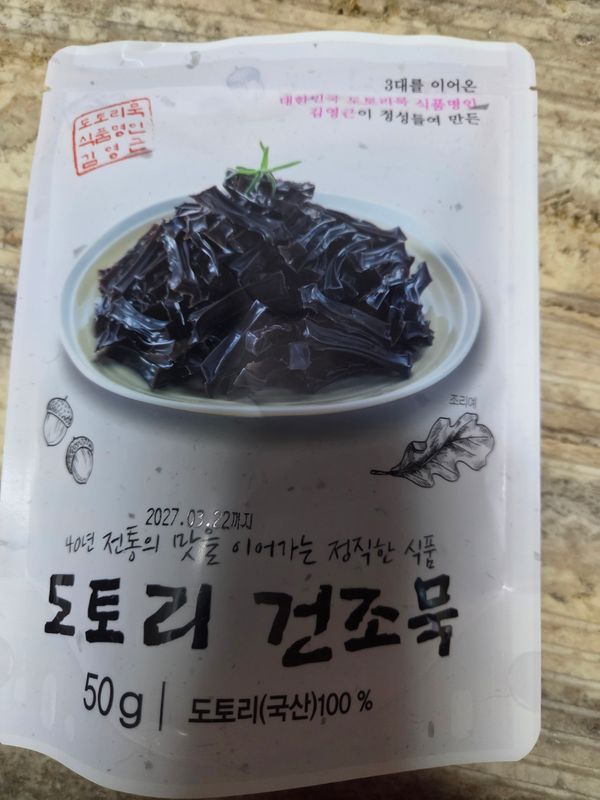 3대를 이어온
대한민국 도토리묵 식품명인
김영근이 정성들여 만든
도토리묵
식품명인
김영근
조리예
2027.03.22까지
40년 전통의 맛을 이어가는 정직한 식품
도토리 건조묵
50g | 도토리(국산)100 %